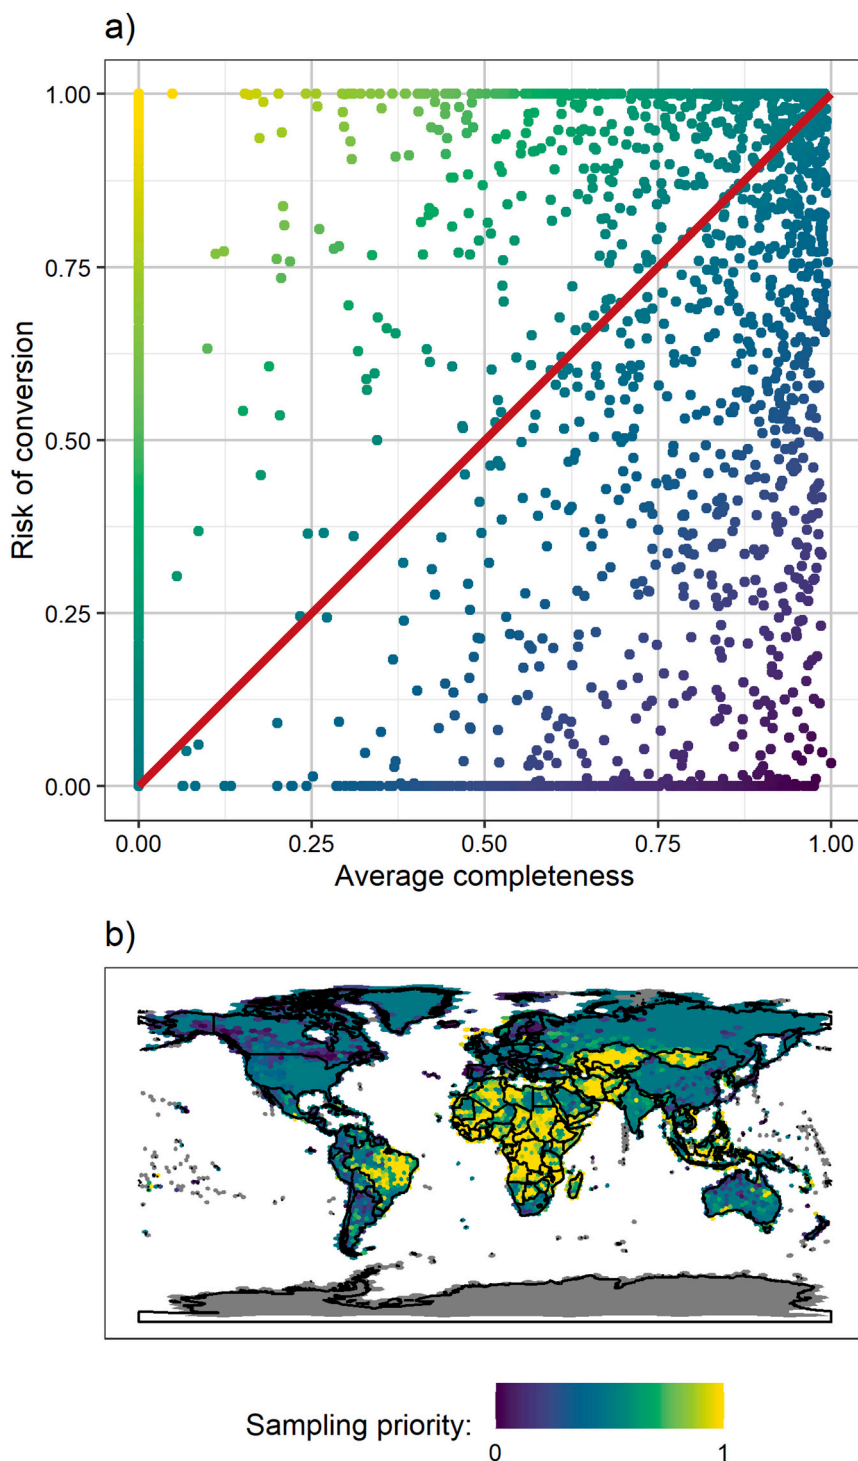 a)
1.00
0.75
0.50
0.25
0.00
Risk of conversion
0.00 0.25 0.50 0.75 1.00
Average completeness
b)
Sampling priority:
0 1